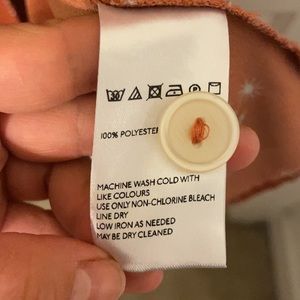 100% POLYESTER
MACHINE WASH COLD WITH
LIKE COLOURS
USE ONLY NON-CHLORINE BLEACH
LINE DRY
LOW IRON AS NEEDED
MAY BE DRY CLEANED